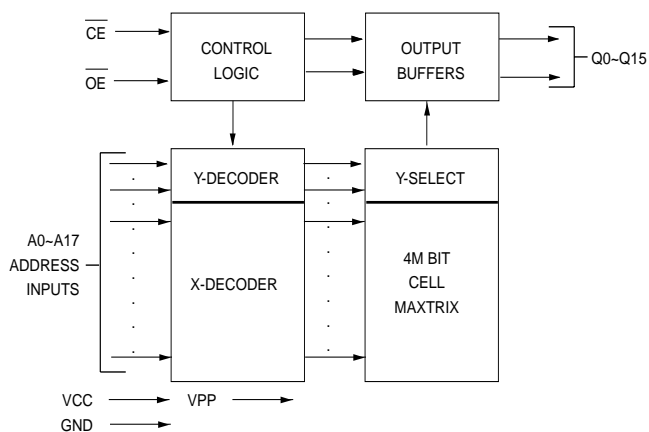 CE
OE
CONTROL
LOGIC
OUTPUT
BUFFERS
Q0~Q15
A0~A17
ADDRESS
INPUTS
Y-DECODER
X-DECODER
Y-SELECT
4M BIT
CELL
MAXTRIX
VCC
VPP
GND